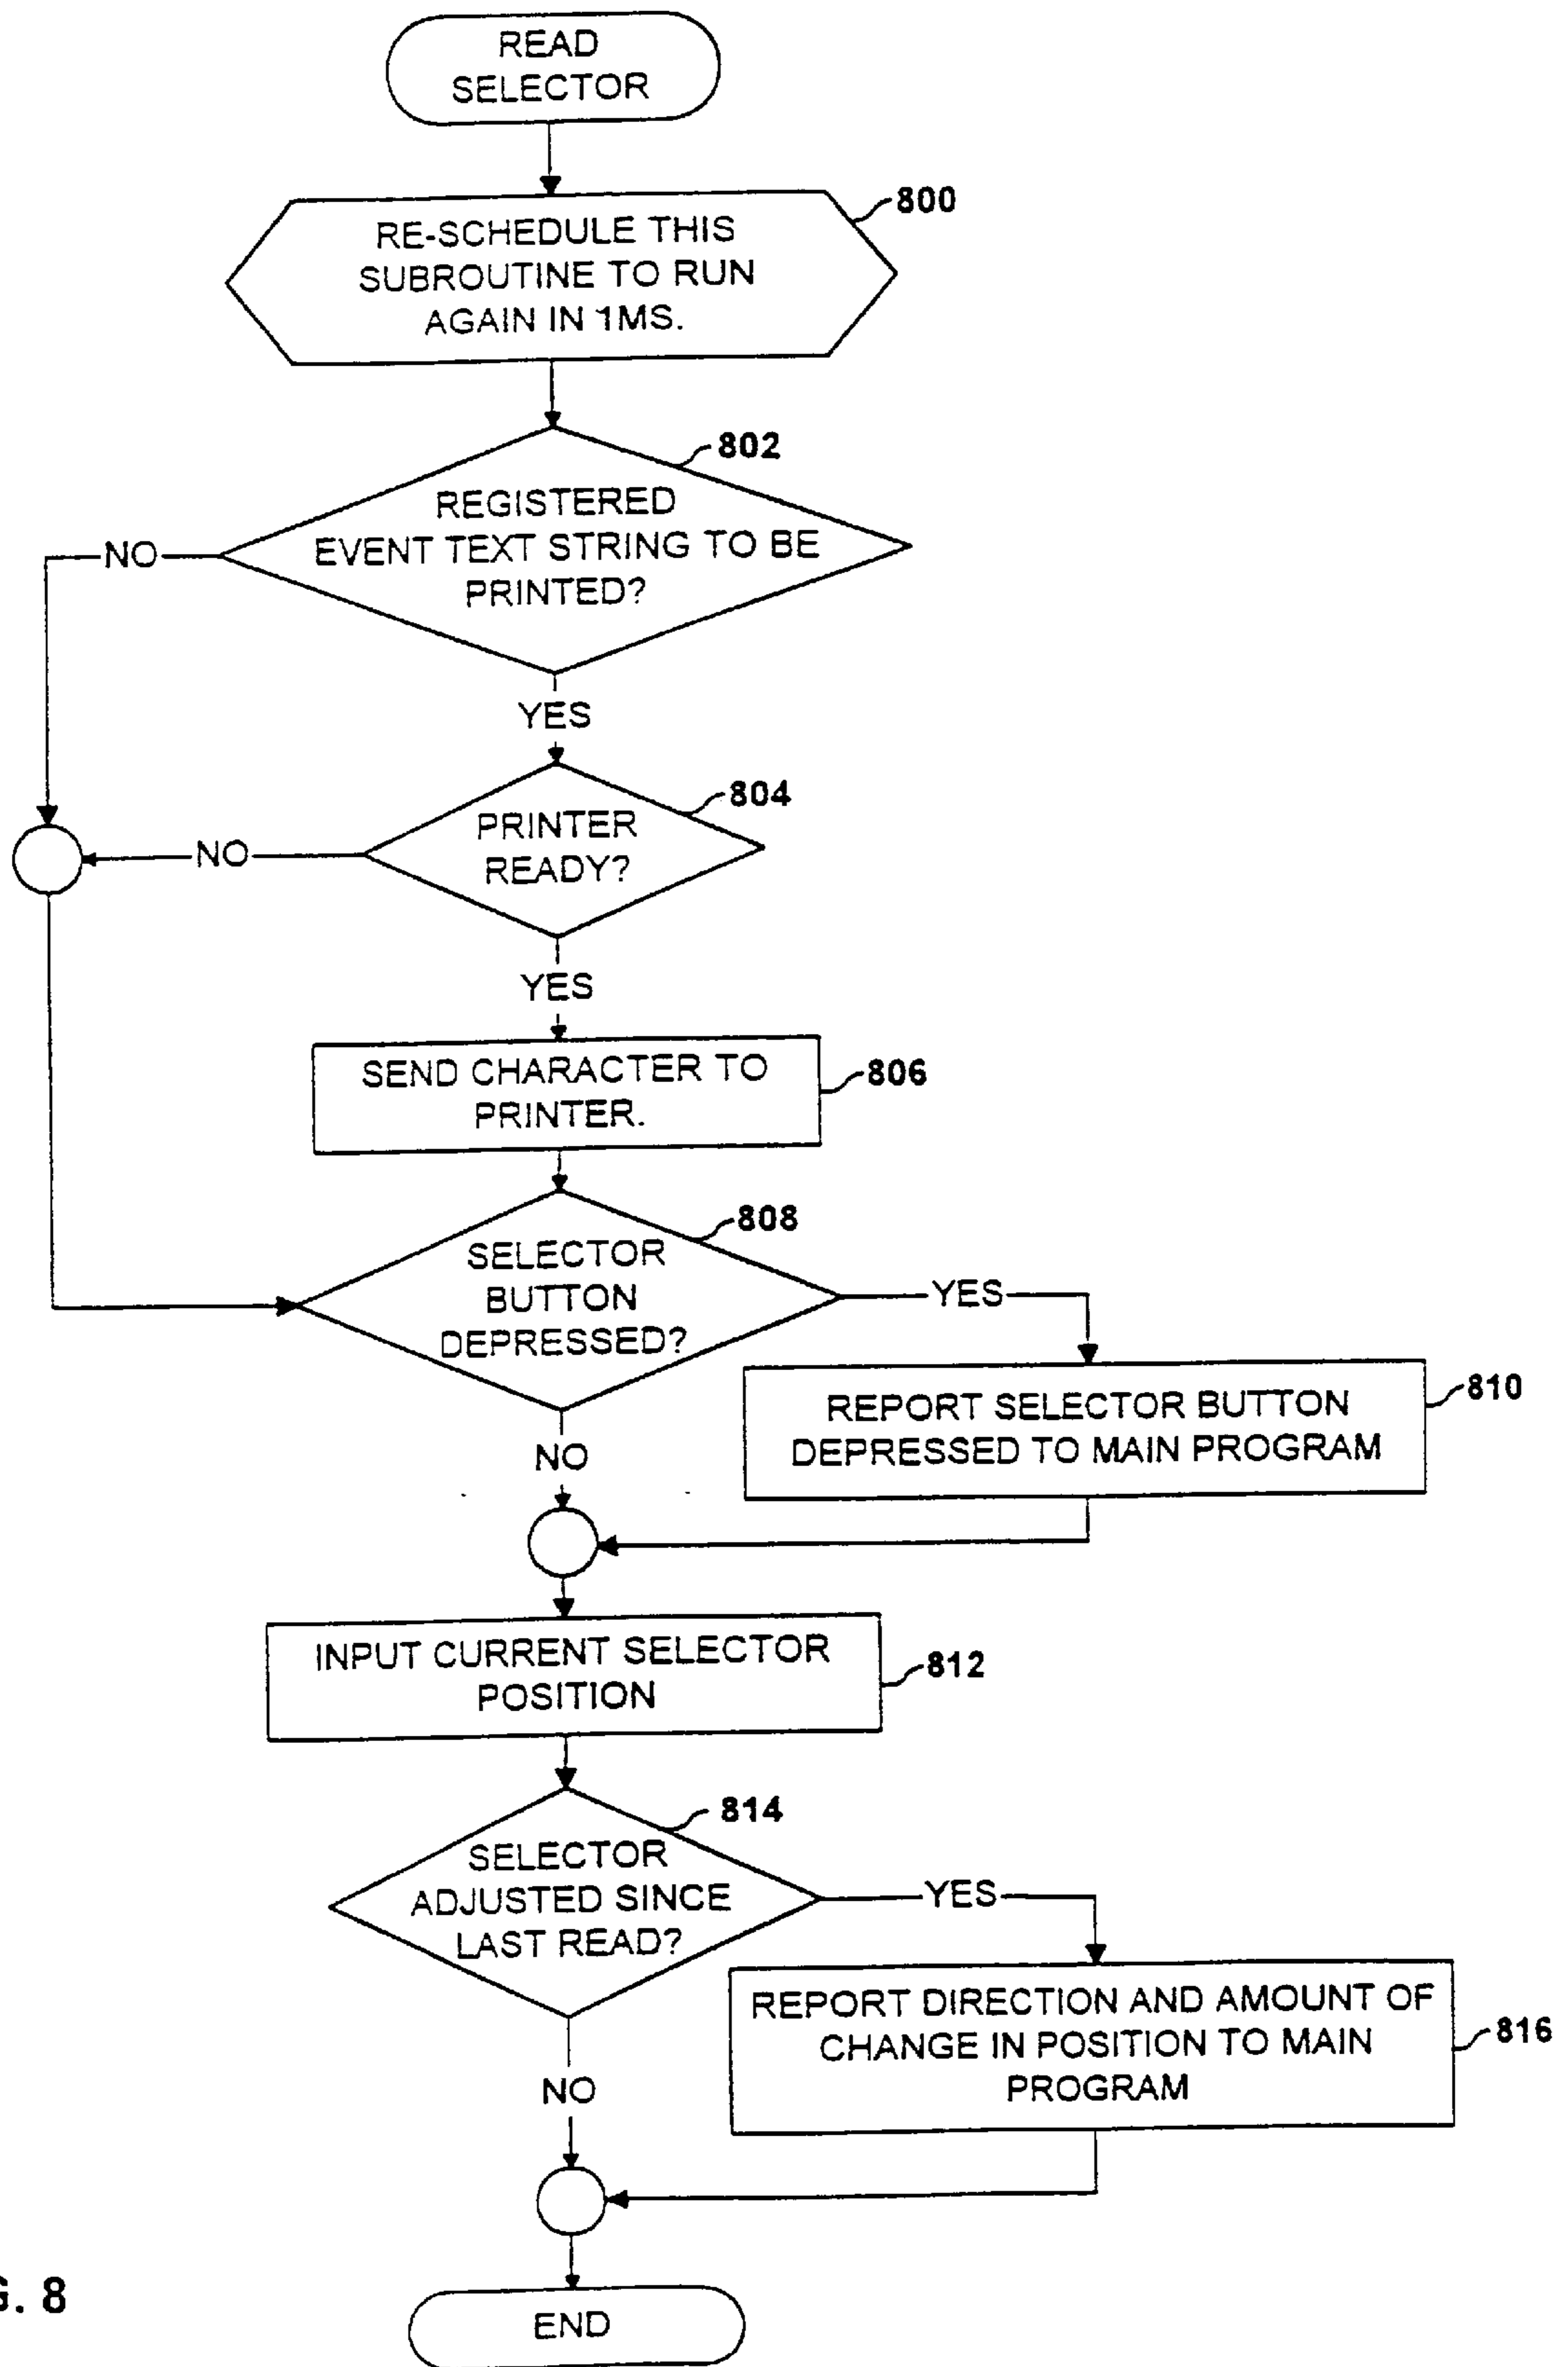 READ
SELECTOR
800
RE-SCHEDULE THIS
SUBROUTINE TO RUN
AGAIN IN 1MS.
802
REGISTERED
EVENT TEXT STRING TO BE
PRINTED?
NO
YES
804
PRINTER
READY?
NO
YES
SEND CHARACTER TO
PRINTER.
806
808
SELECTOR
BUTTON
DEPRESSED?
YES
NO
REPORT SELECTOR BUTTON
DEPRESSED TO MAIN PROGRAM
810
INPUT CURRENT SELECTOR
POSITION
812
814
SELECTOR
ADJUSTED SINCE
LAST READ?
YES
NO
REPORT DIRECTION AND AMOUNT OF
CHANGE IN POSITION TO MAIN
PROGRAM
816
END
G. 8